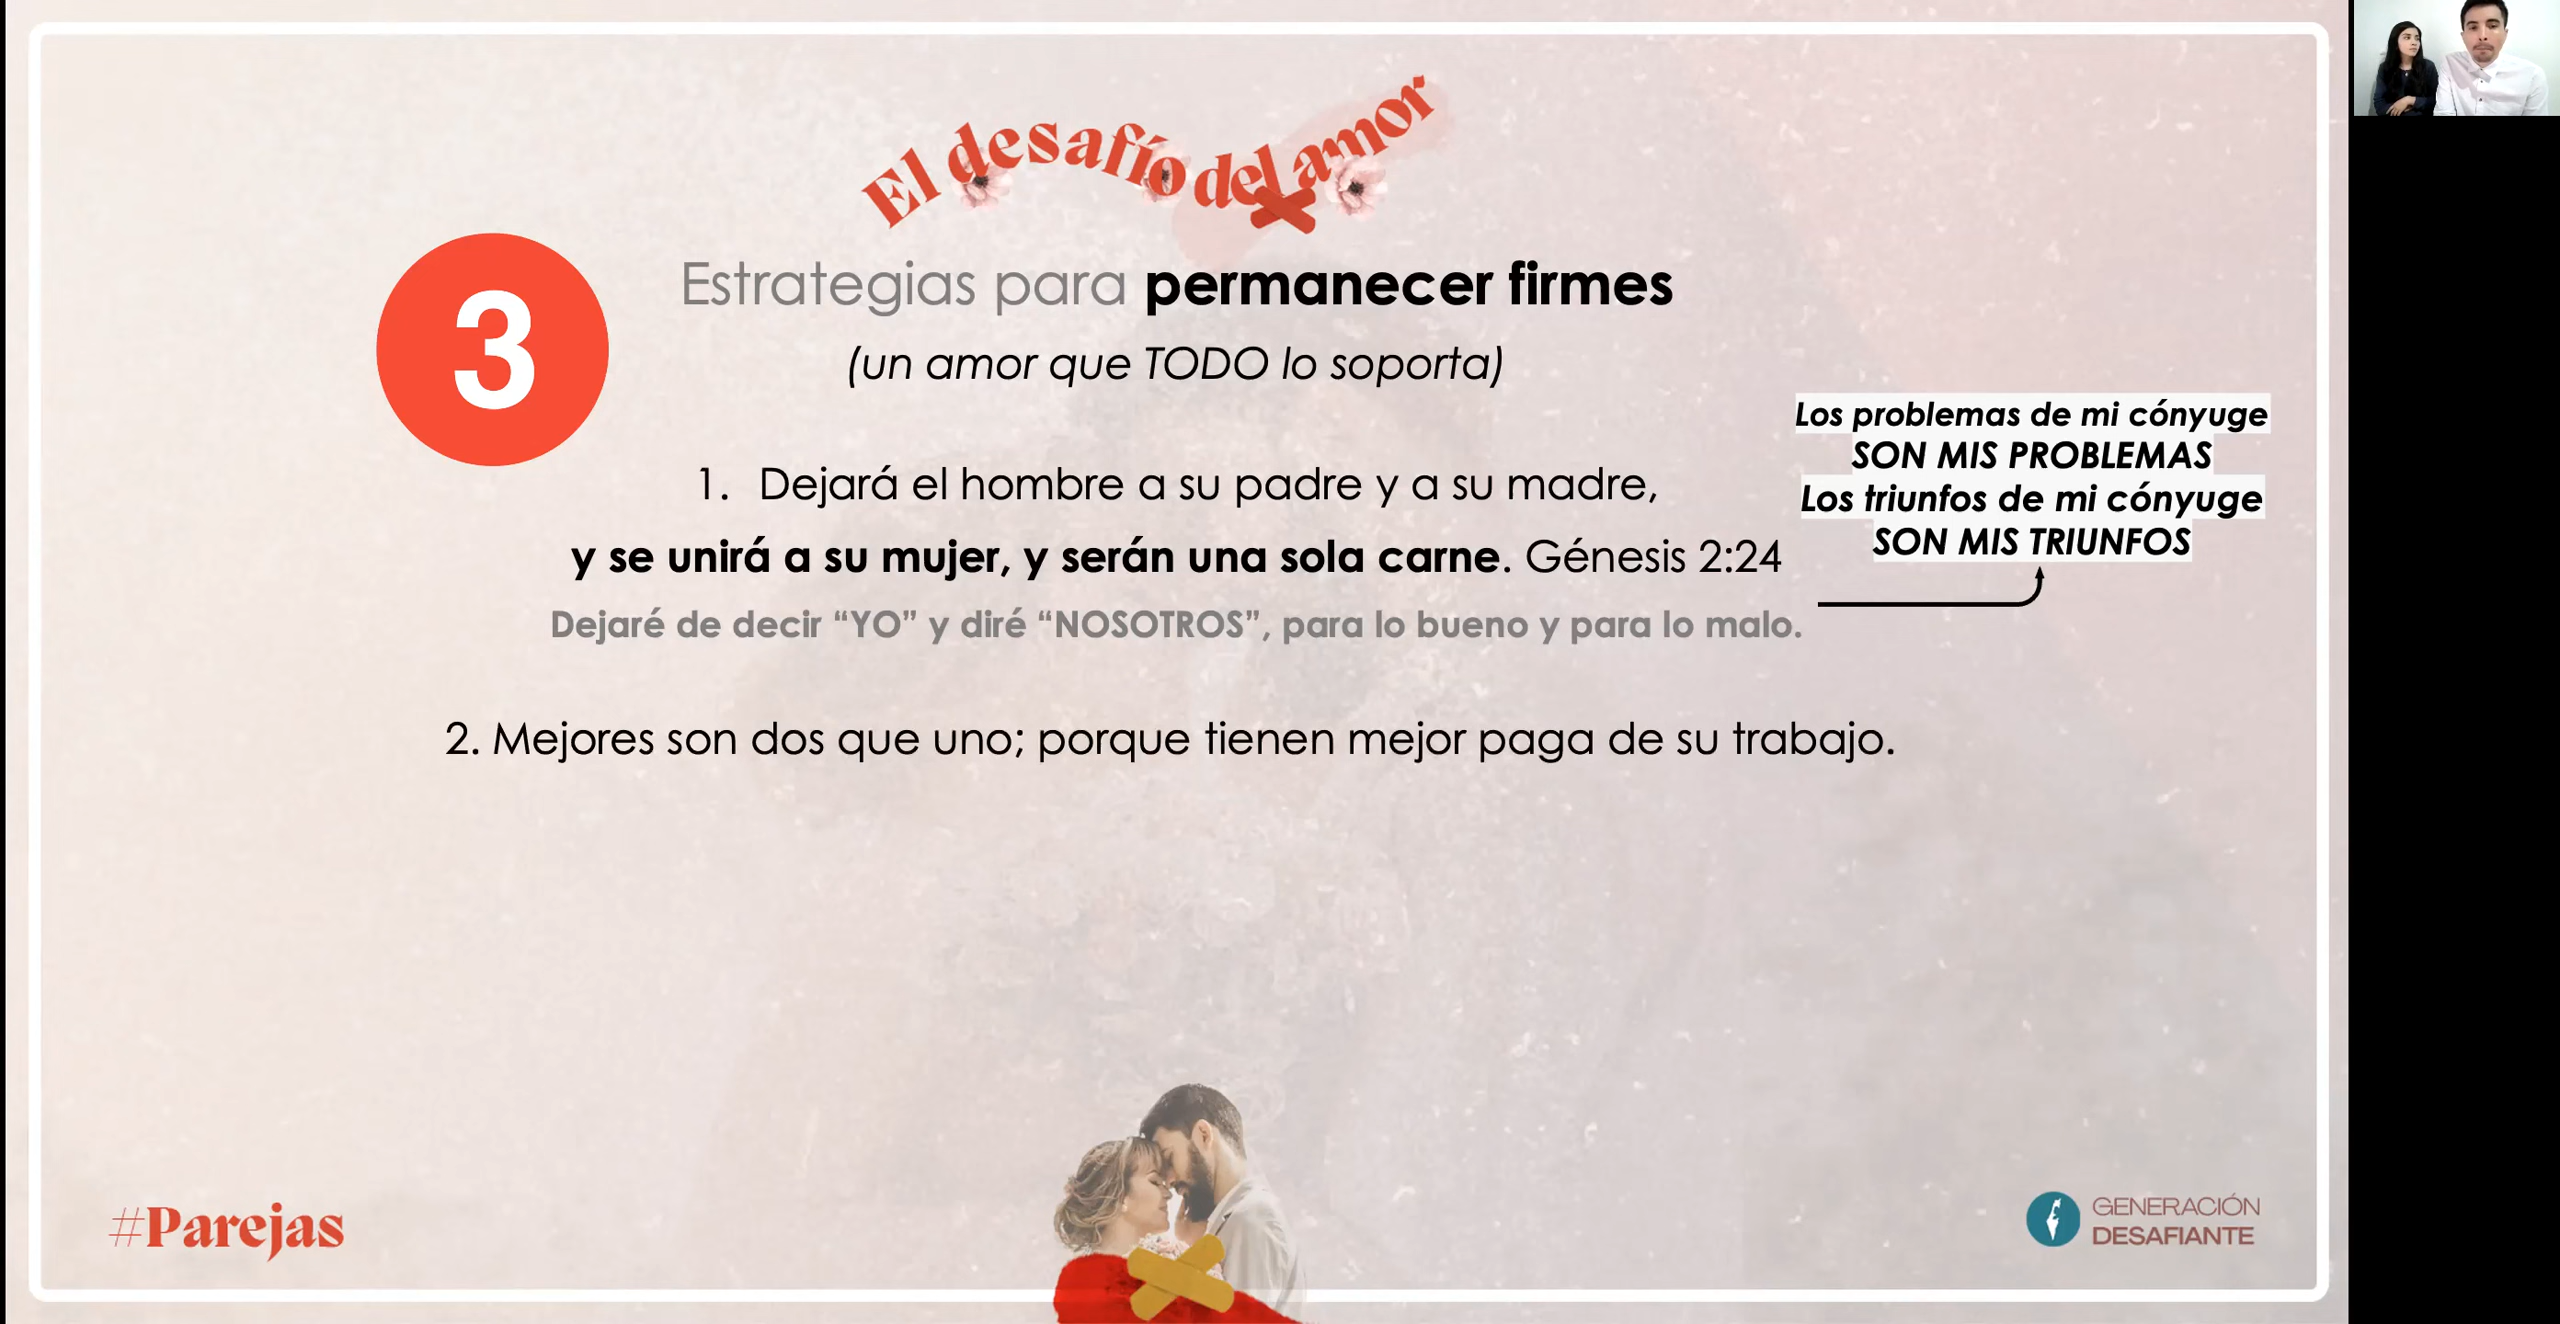 El desafío del amor
3
Estrategias para permanecer firmes
(un amor que TODO lo soporta)
Los problemas de mi cónyuge
SON MIS PROBLEMAS
Los triunfos de mi cónyuge
SON MIS TRIUNFOS
1. Dejará el hombre a su padre y a su madre,
y se unirá a su mujer, y serán una sola carne. Génesis 2:24
Dejaré de decir “YO” y diré “NOSOTROS”, para lo bueno y para lo malo.
2. Mejores son dos que uno; porque tienen mejor paga de su trabajo.
#Parejas
GENERACIÓN
DESAFIANTE